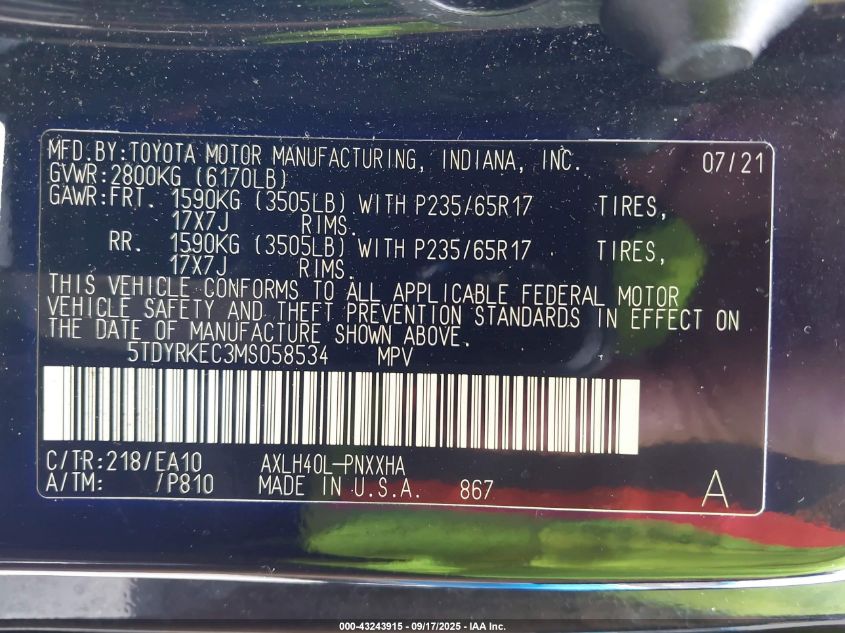 MFD.BY:TOYOTA MOTOR MANUFACTURING, INDIANA, INC. 07/21
GVWR:2800KG (6170LB)
GAWR:FRT. 1590KG (3505LB) WITH P235/65R17 TIRES,
17X7J RIMS.
RR. 1590KG (3505LB) WITH P235/65R17 TIRES,
17X7J RIMS.
THIS VEHICLE CONFORMS TO ALL APPLICABLE FEDERAL MOTOR
VEHICLE SAFETY AND THEFT PREVENTION STANDARDS IN EFFECT ON
THE DATE OF MANUFACTURE SHOWN ABOVE.
5TDYRKEC3MS058534 MPV
C/TR:218/EA10 AXLH40L-PNXXHA
A/TM: /P810 MADE IN U.S.A. 867 A
000-43243915 - 09/17/2025 - IAA Inc.